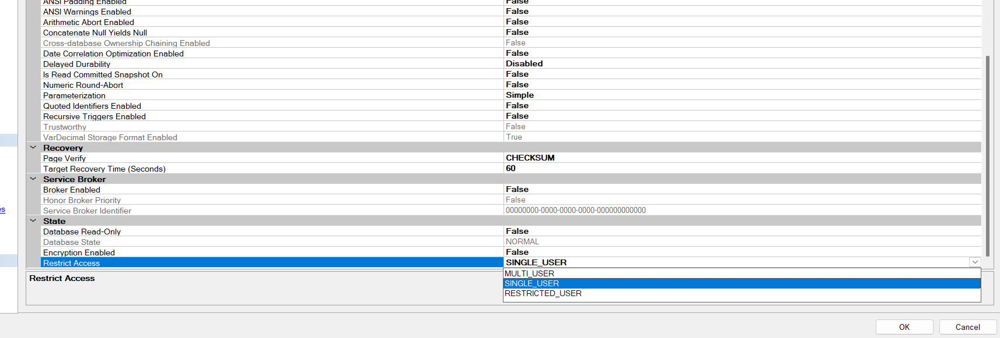 ANSI Padding Enabled False
ANSI Warnings Enabled False
Arithmetic Abort Enabled False
Concatenate Null Yields Null False
Cross-database Ownership Chaining Enabled False
Date Correlation Optimization Enabled False
Delayed Durability Disabled
Is Read Committed Snapshot On False
Numeric Round-Abort False
Parameterization Simple
Quoted Identifiers Enabled False
Recursive Triggers Enabled False
Trustworthy False
VarDecimal Storage Format Enabled True
Recovery
Page Verify CHECKSUM
Target Recovery Time (Seconds) 60
Service Broker
Broker Enabled False
Honor Broker Priority False
es
Service Broker Identifier 00000000-0000-0000-0000-000000000000
State
Database Read-Only False
Database State NORMAL
Encryption Enabled False
Restrict Access SINGLE_USER
MULTI_USER
Restrict Access
SINGLE_USER
RESTRICTED_USER
OK Cancel